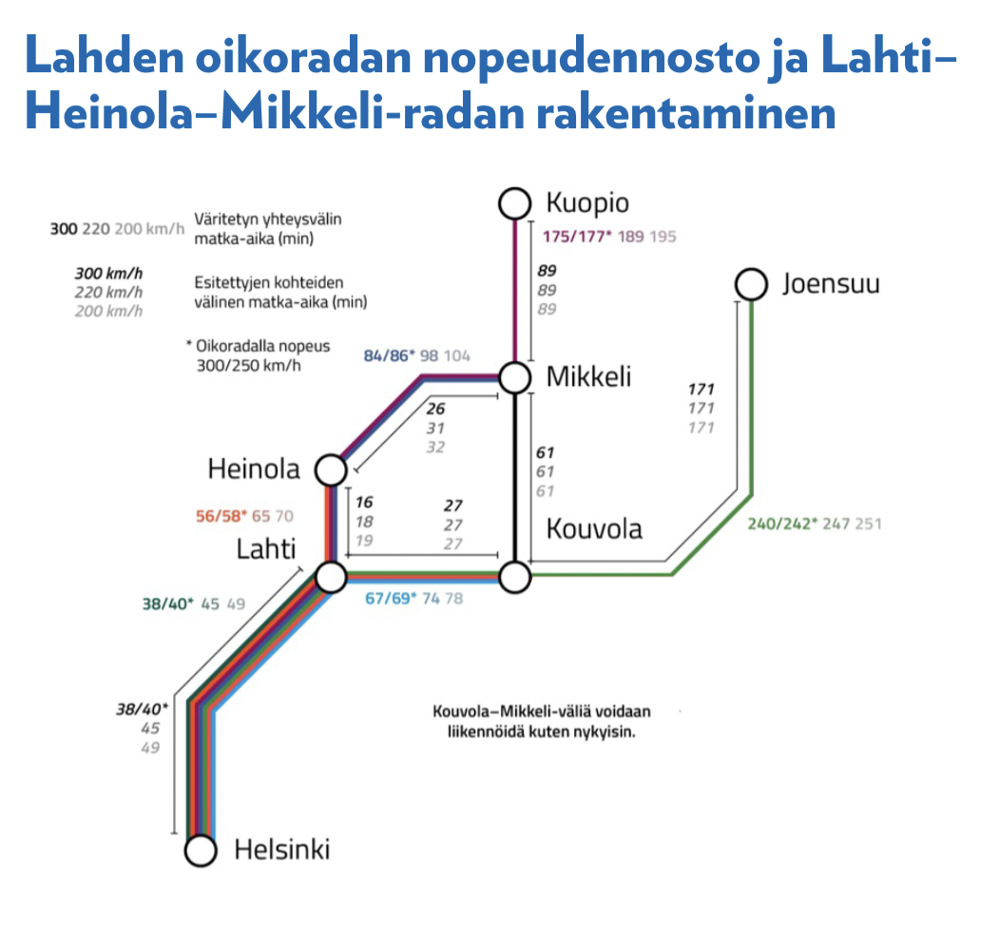 Lahden oikoradan nopeudennosto ja Lahti–
Heinola–Mikkeli-radan rakentaminen
300 220 200 km/h
Väritetyn yhteysvälin
matka-aika (min)
300 km/h
220 km/h
200 km/h
Esitettyjen kohteiden
välinen matka-aika (min)
* Oikoradalla nopeus
300/250 km/h
Kuopio
175/177* 189 195
89
89
89
Joensuu
84/86* 98 104
Mikkeli
26
31
32
171
171
171
Heinola
61
61
61
56/58* 65 70
16
18
19
27
27
27
Kouvola
240/242* 247 251
Lahti
38/40* 45 49
67/69* 74 78
38/40*
45
49
Kouvola–Mikkeli-väliä voidaan
liikennöidä kuten nykyisin.
Helsinki